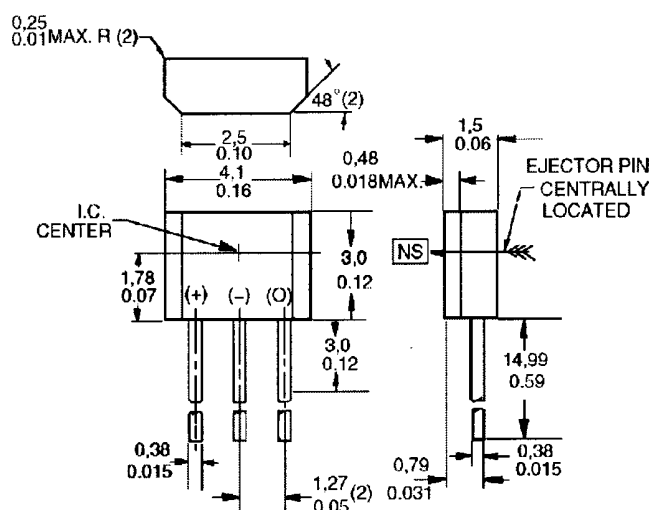 0,25
0.01 MAX. R (2)
48°(2)
2,5
0.10
4.1
0.16
0,48
0.018MAX.
1,5
0.06
EJECTOR PIN
CENTRALLY
LOCATED
I.C.
CENTER
NS
3,0
0.12
1,78
0.07
(+) (–) (O)
3,0
0.12
14,99
0.59
0,38
0.015
1,27
0.05 (2)
0,79
0.031
0,38
0.015